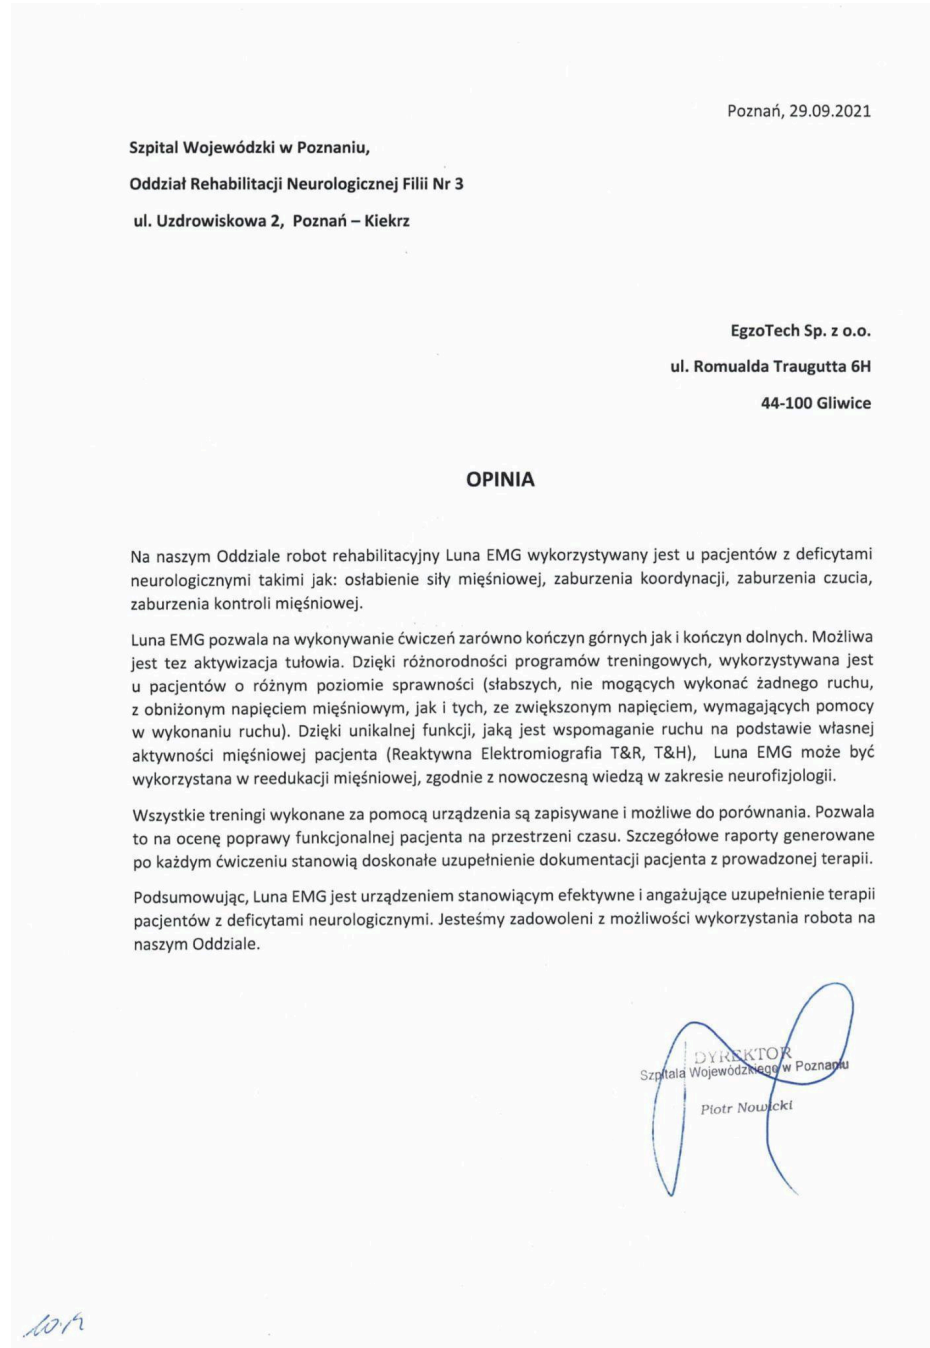 Poznań, 29.09.2021
Szpital Wojewódzki w Poznaniu,
Oddział Rehabilitacji Neurologicznej Filii Nr 3
ul. Uzdrowiskowa 2, Poznań – Kiekrz
EgzoTech Sp. z o.o.
ul. Romualda Traugutta 6H
44-100 Gliwice
OPINIA
Na naszym Oddziale robot rehabilitacyjny Luna EMG wykorzystywany jest u pacjentów z deficytami
neurologicznymi takimi jak: osłabienie siły mięśniowej, zaburzenia koordynacji, zaburzenia czucia,
zaburzenia kontroli mięśniowej.
Luna EMG pozwala na wykonywanie ćwiczeń zarówno kończyn górnych jak i kończyn dolnych. Możliwa
jest tez aktywizacja tułowia. Dzięki różnorodności programów treningowych, wykorzystywana jest
u pacjentów o różnym poziomie sprawności (słabszych, nie mogących wykonać żadnego ruchu,
z obniżonym napięciem mięśniowym, jak i tych, ze zwiększonym napięciem, wymagających pomocy
w wykonaniu ruchu). Dzięki unikalnej funkcji, jaką jest wspomaganie ruchu na podstawie własnej
aktywności mięśniowej pacjenta (Reaktywna Elektromiografia T&R, T&H), Luna EMG może być
wykorzystana w reedukacji mięśniowej, zgodnie z nowoczesną wiedzą w zakresie neurofizjologii.
Wszystkie treningi wykonane za pomocą urządzenia są zapisywane i możliwe do porównania. Pozwala
to na ocenę poprawy funkcjonalnej pacjenta na przestrzeni czasu. Szczegółowe raporty generowane
po każdym ćwiczeniu stanowią doskonałe uzupełnienie dokumentacji pacjenta z prowadzonej terapii.
Podsumowując, Luna EMG jest urządzeniem stanowiącym efektywne i angażujące uzupełnienie terapii
pacjentów z deficytami neurologicznymi. Jesteśmy zadowoleni z możliwości wykorzystania robota na
naszym Oddziale.
DYREKTOR
Szpitala Wojewódzkiego w Poznaniu
Piotr Nowicki